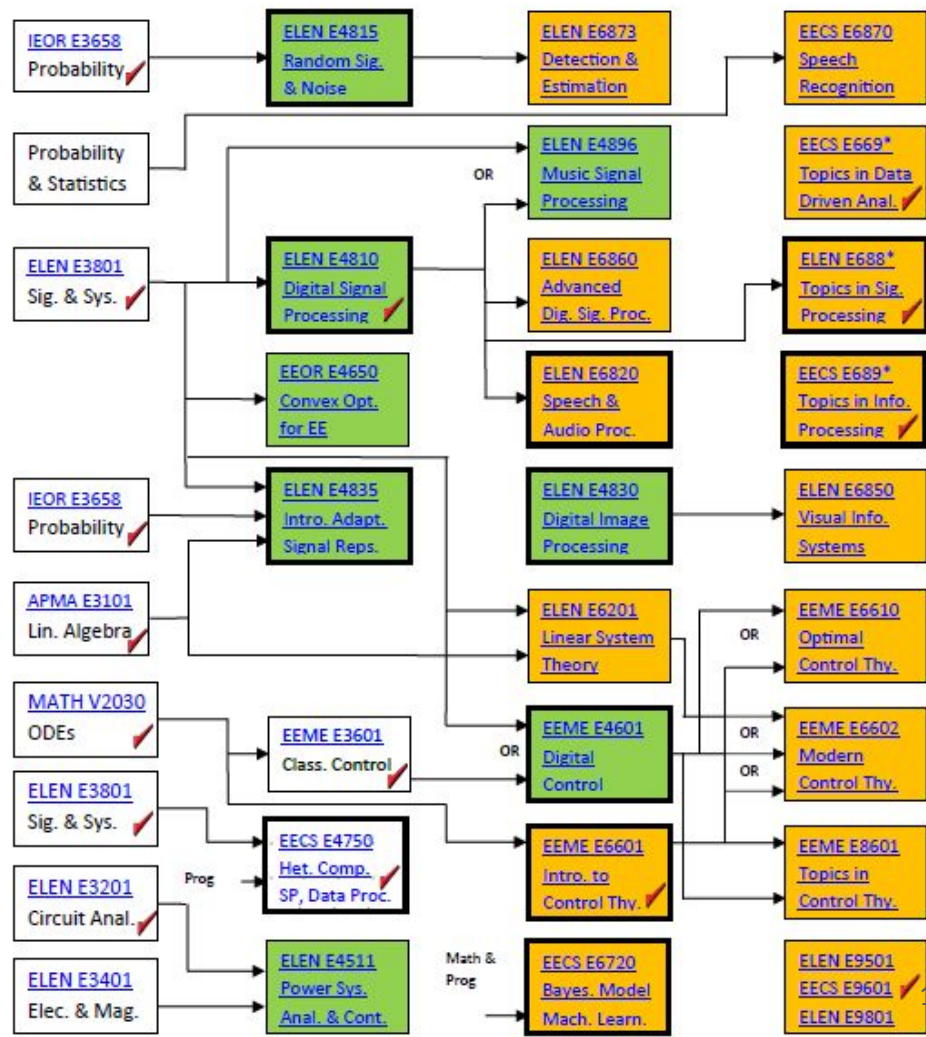 IEOR E3658
Probability
ELEN E4815
Random Sig.
& Noise
ELEN E6873
Detection &
Estimation
EECS E6870
Speech
Recognition
Probability
& Statistics
OR
ELEN E4896
Music Signal
Processing
EECS E669*
Topics in Data
Driven Anal.
ELEN E3801
Sig. & Sys.
ELEN E4810
Digital Signal
Processing
ELEN E6860
Advanced
Dig. Sig. Proc.
ELEN E688*
Topics in Sig.
Processing
EEOR E4650
Convex Opt.
for EE
ELEN E6820
Speech &
Audio Proc.
EECS E689*
Topics in Info.
Processing
IEOR E3658
Probability
ELEN E4835
Intro. Adapt.
Signal Reps.
ELEN E4830
Digital Image
Processing
ELEN E6850
Visual Info.
Systems
APMA E3101
Lin. Algebra
ELEN E6201
Linear System
Theory
OR
EEME E6610
Optimal
Control Thy.
MATH V2030
ODEs
EEME E3601
Class. Control
OR
EEME E4601
Digital
Control
OR
OR
EEME E6602
Modern
Control Thy.
ELEN E3801
Sig. & Sys.
Prog
EECS E4750
Het. Comp.
SP, Data Proc.
EEME E6601
Intro. to
Control Thy.
EEME E8601
Topics in
Control Thy.
ELEN E3201
Circuit Anal.
ELEN E3401
Elec. & Mag.
ELEN E4511
Power Sys.
Anal. & Cont.
Math &
Prog
EECS E6720
Bayes. Model
Mach. Learn.
ELEN E9501
EECS E9601
ELEN E9801